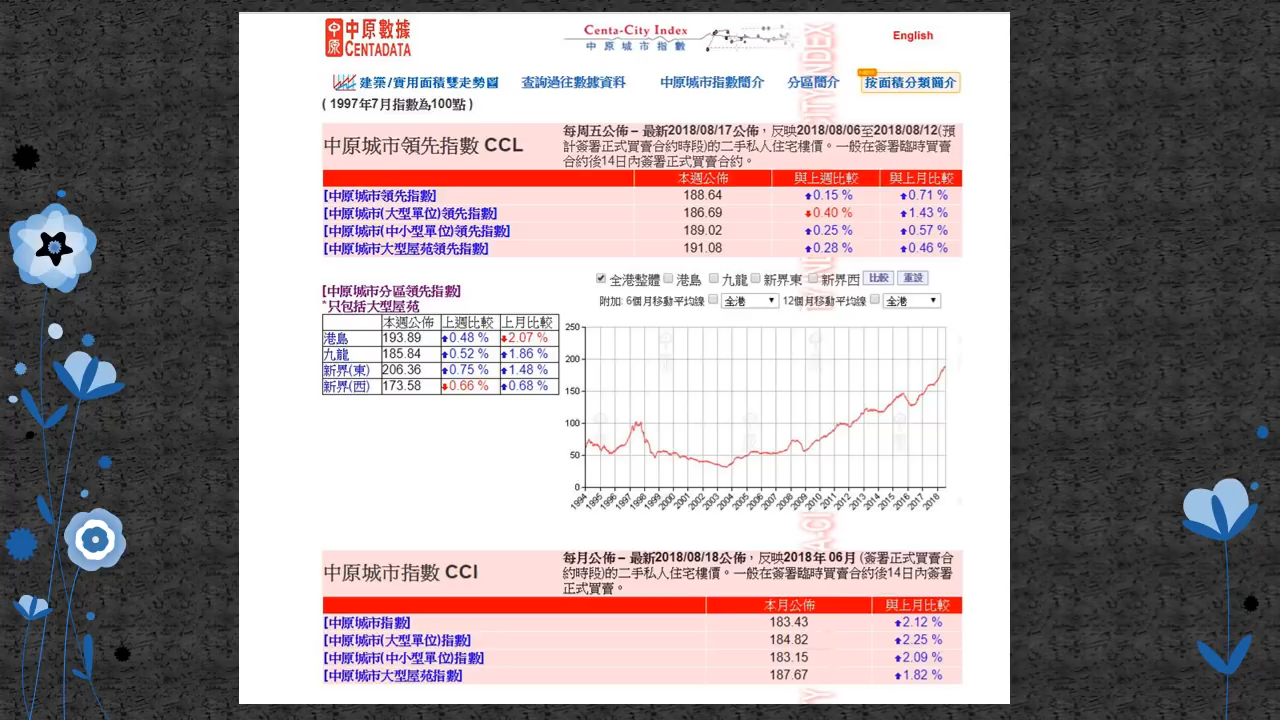 中原數據
CENTADATA
Centa-City Index
中原城市指數
English
建築/實用面積雙走勢圖 查詢過往數據資料 中原城市指數簡介 分區簡介 按面積分類簡介
( 1997年7月指數為100點 )
中原城市領先指數 CCL
每周五公佈 – 最新2018/08/17公佈，反映2018/08/06至2018/08/12(預
計簽署正式買賣合約時段)的二手私人住宅樓價。一般在簽署臨時買賣
合約後14日內簽署正式買賣合約。
本週公佈 與上週比較 與上月比較
[中原城市領先指數] 188.64 0.15 % 0.71 %
[中原城市(大型單位)領先指數] 186.69 0.40 % 1.43 %
[中原城市(中小型單位)領先指數] 189.02 0.25 % 0.57 %
[中原城市大型屋苑領先指數] 191.08 0.28 % 0.46 %
全港整體 港島 九龍 新界東 新界西 比較 重設
附加: 6個月移動平均線 全港 12個月移動平均線 全港
[中原城市分區領先指數]
*只包括大型屋苑
本週公佈 上週比較 上月比較
港島 193.89 0.48 % 2.07 %
九龍 185.84 0.52 % 1.86 %
新界(東) 206.36 0.75 % 1.48 %
新界(西) 173.58 0.66 % 0.68 %
250
200
150
100
50
0
1994 1995 1996 1997 1998 1999 2000 2001 2002 2003 2004 2005 2006 2007 2008 2009 2010 2011 2012 2013 2014 2015 2016 2017 2018
中原城市指數 CCI
每月公佈 – 最新2018/08/18公佈，反映2018年 06月 (簽署正式買賣合
約時段)的二手私人住宅樓價。一般在簽署臨時買賣合約後14日內簽署
正式買賣。
本月公佈 與上月比較
[中原城市指數] 183.43 2.12 %
[中原城市(大型單位)指數] 184.82 2.25 %
[中原城市(中小型單位)指數] 183.15 2.09 %
[中原城市大型屋苑指數] 187.67 1.82 %